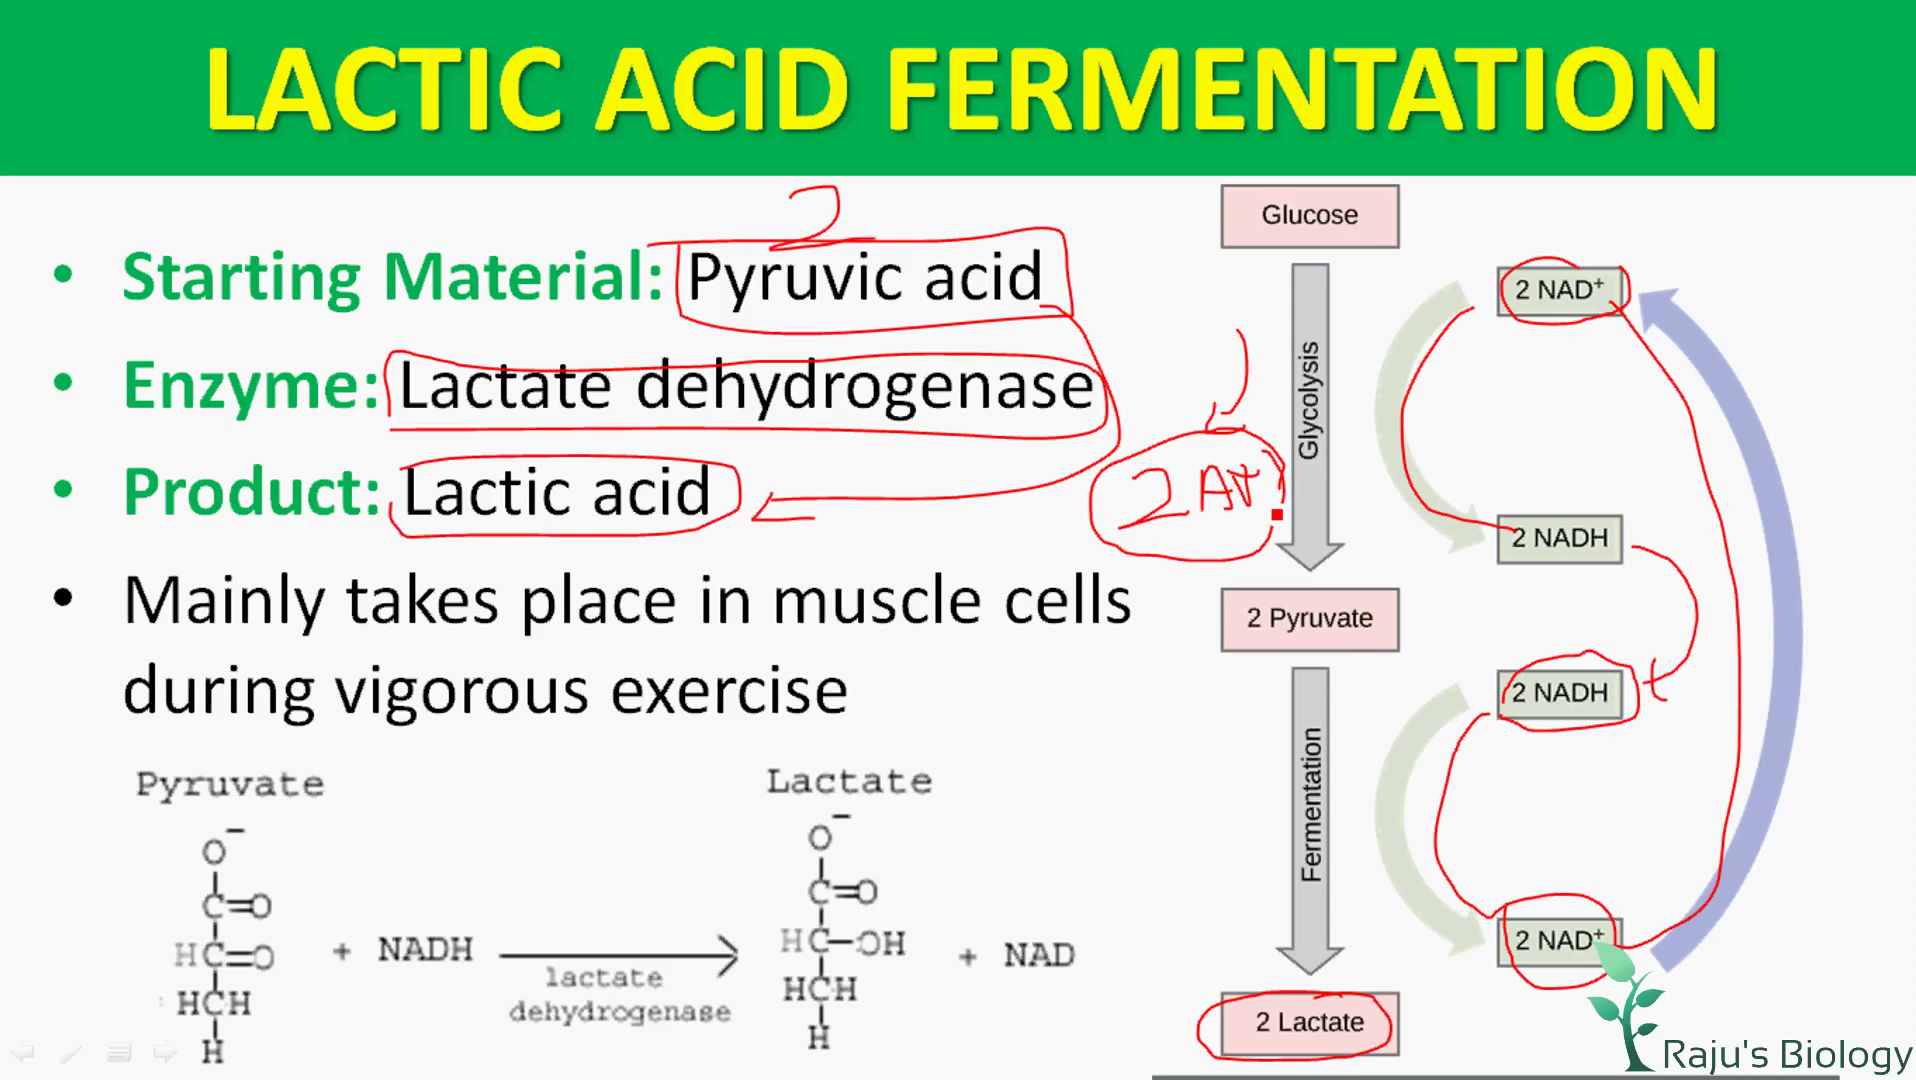 LACTIC ACID FERMENTATION
2
• Starting Material: Pyruvic acid
• Enzyme: Lactate dehydrogenase
• Product: Lactic acid
• Mainly takes place in muscle cells
during vigorous exercise
Pyruvate
O−
C=O
HC=O
HCH
H
+ NADH
lactate
dehydrogenase
Lactate
O−
C=O
HC-OH
HCH
H
+ NAD
Glucose
Glycolysis
2
2 Pyruvate
Fermentation
2 Lactate
2 NAD+
2 NADH
2 NADH
2 NAD+
Raju's Biology